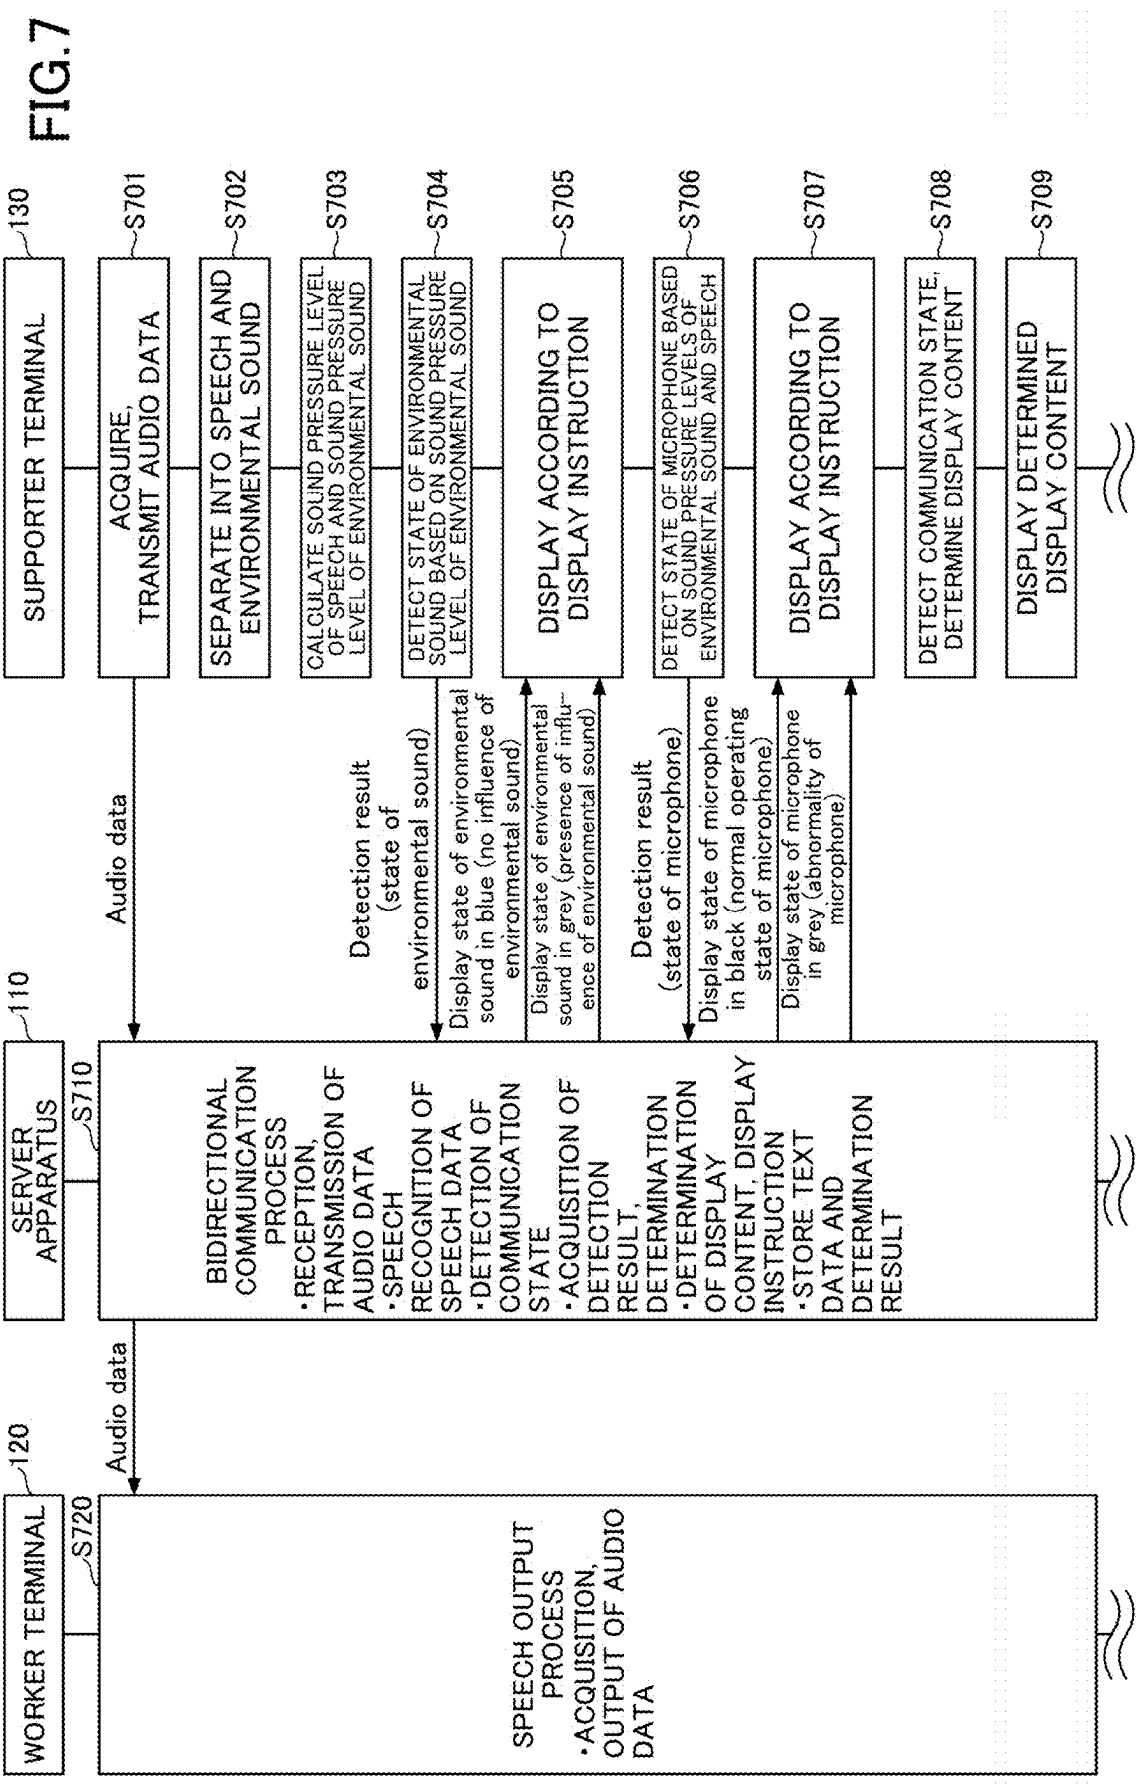 FIG.7
WORKER TERMINAL
120
SERVER
APPARATUS
110
SUPPORTER TERMINAL
130
S720
SPEECH OUTPUT
PROCESS
・ACQUISITION,
OUTPUT OF AUDIO
DATA
Audio data
S710
BIDIRECTIONAL
COMMUNICATION
PROCESS
・RECEPTION,
TRANSMISSION OF
AUDIO DATA
・SPEECH
RECOGNITION OF
SPEECH DATA
・DETECTION OF
COMMUNICATION
STATE
・ACQUISITION OF
DETECTION
RESULT,
DETERMINATION
・DETERMINATION
OF DISPLAY
CONTENT, DISPLAY
INSTRUCTION
・STORE TEXT
DATA AND
DETERMINATION
RESULT
Audio data
Detection result
(state of
environmental sound)
Display state of environmental
sound in blue (no influence of
environmental sound)
Display state of environmental
sound in grey (presence of influ-
ence of environmental sound)
Detection result
(state of microphone)
Display state of microphone
in black (normal operating
state of microphone)
Display state of microphone
in grey (abnormality of
microphone)
ACQUIRE,
TRANSMIT AUDIO DATA
S701
SEPARATE INTO SPEECH AND
ENVIRONMENTAL SOUND
S702
CALCULATE SOUND PRESSURE LEVEL
OF SPEECH AND SOUND PRESSURE
LEVEL OF ENVIRONMENTAL SOUND
S703
DETECT STATE OF ENVIRONMENTAL
SOUND BASED ON SOUND PRESSURE
LEVEL OF ENVIRONMENTAL SOUND
S704
DISPLAY ACCORDING TO
DISPLAY INSTRUCTION
S705
DETECT STATE OF MICROPHONE BASED
ON SOUND PRESSURE LEVELS OF
ENVIRONMENTAL SOUND AND SPEECH
S706
DISPLAY ACCORDING TO
DISPLAY INSTRUCTION
S707
DETECT COMMUNICATION STATE,
DETERMINE DISPLAY CONTENT
S708
DISPLAY DETERMINED
DISPLAY CONTENT
S709